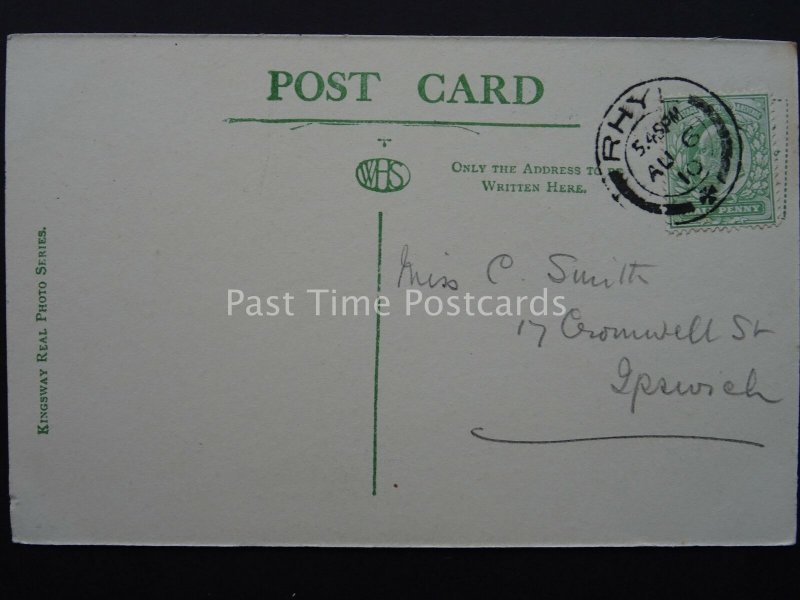 POST CARD
WHS
ONLY THE ADDRESS TO
WRITTEN HERE.
RHYL
5.45PM
AU 6
10
PENNY
KINGSWAY REAL PHOTO SERIES.
Miss C. Smith
17 Cromwell St
Ipswich
Past Time Postcards